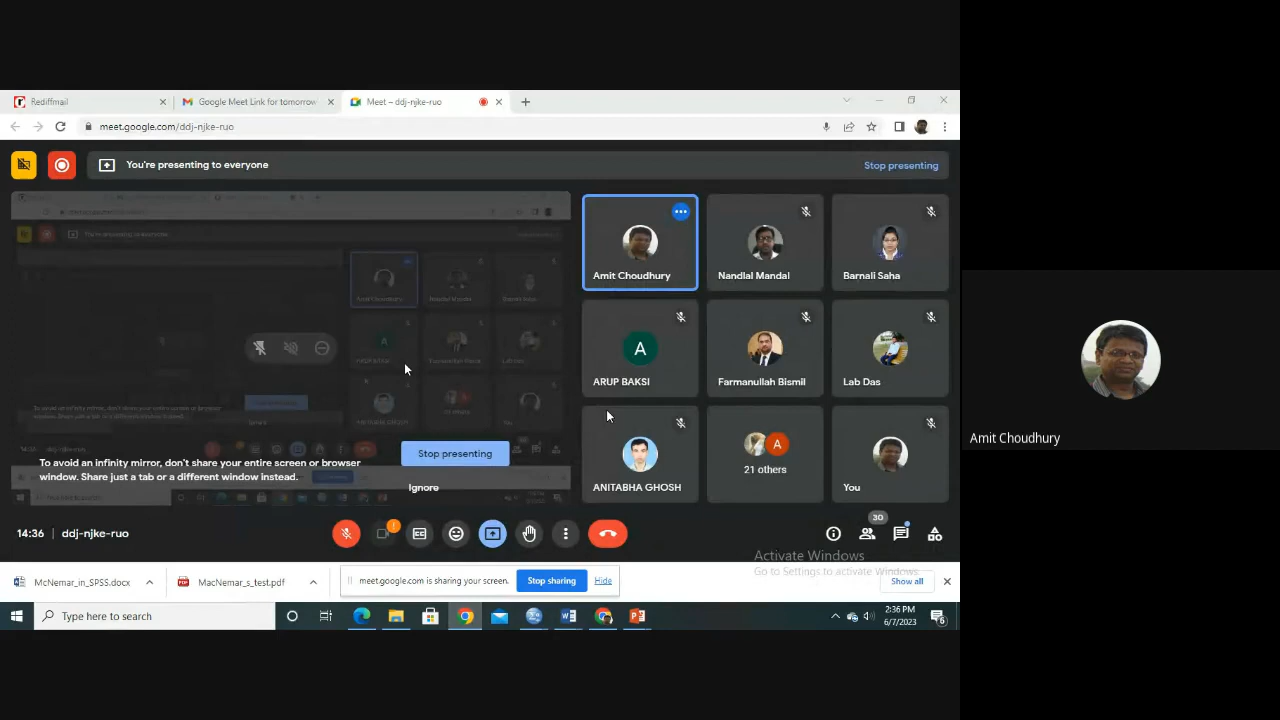 Rediffmail
Google Meet Link for tomorrow
Meet – ddj-njke-ruo
meet.google.com/ddj-njke-ruo
You're presenting to everyone
Stop presenting
Amit Choudhury
Nandlal Mandal
Barnali Saha
A
ARUP BAKSI
Farmanullah Bismil
Lab Das
Amit Choudhury
To avoid an infinity mirror, don't share your entire screen or browser
window. Share just a tab or a different window instead.
Stop presenting
Ignore
ANITABHA GHOSH
A
21 others
You
14:36 | ddj-njke-ruo
30
Activate Windows
Go to Settings to activate Windows.
McNemar_in_SPSS.docx
MacNemar_s_test.pdf
meet.google.com is sharing your screen.
Stop sharing
Hide
Show all
Type here to search
2:36 PM
6/7/2023
6